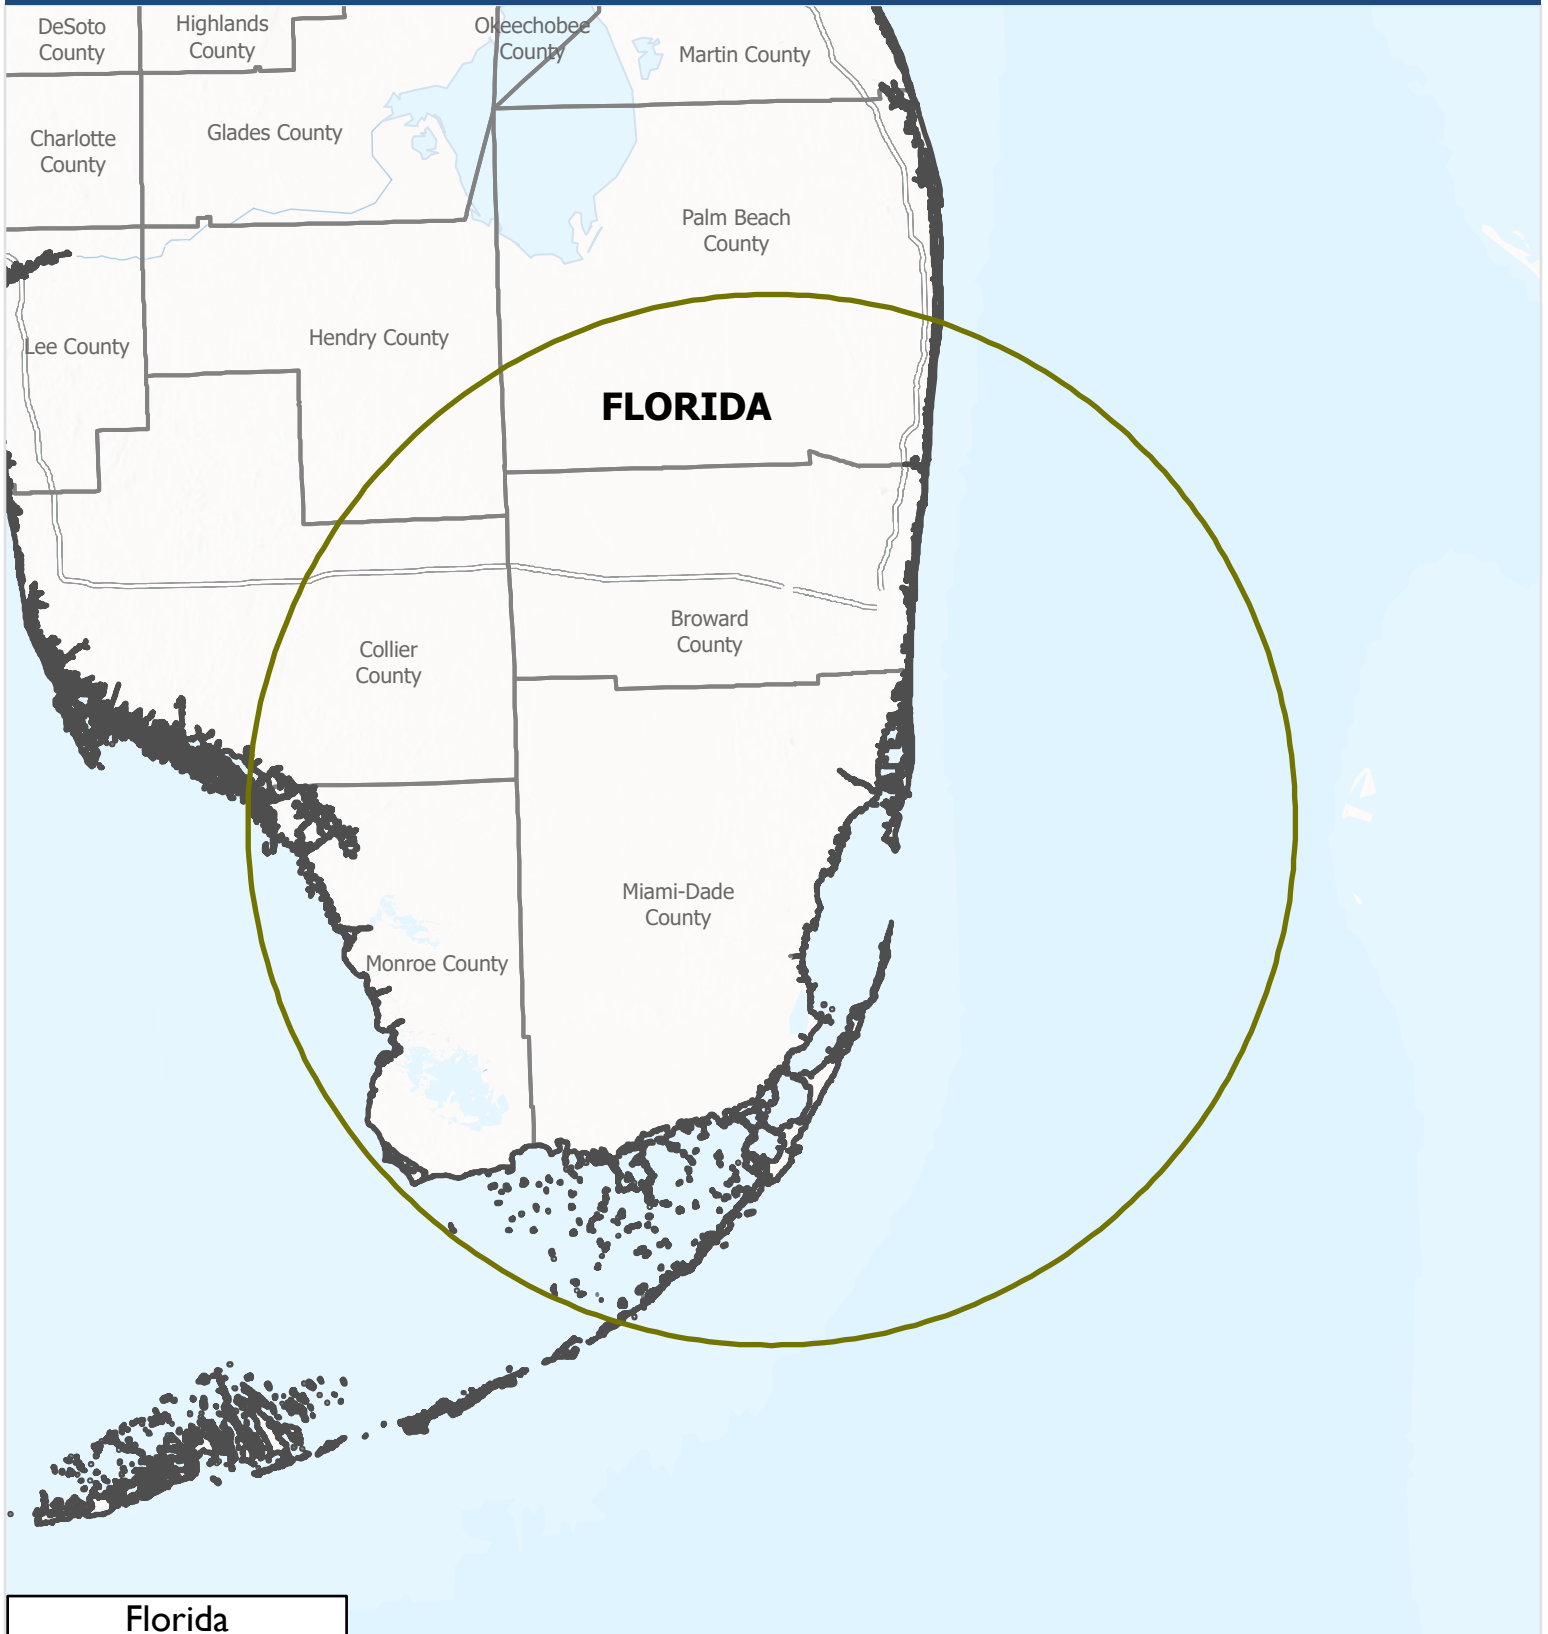 DeSoto
County
Highlands
County
Okeechobee
County
Martin County
Charlotte
County
Glades County
Palm Beach
County
Lee County
Hendry County
FLORIDA
Broward
County
Collier
County
Miami-Dade
County
Monroe County
Florida